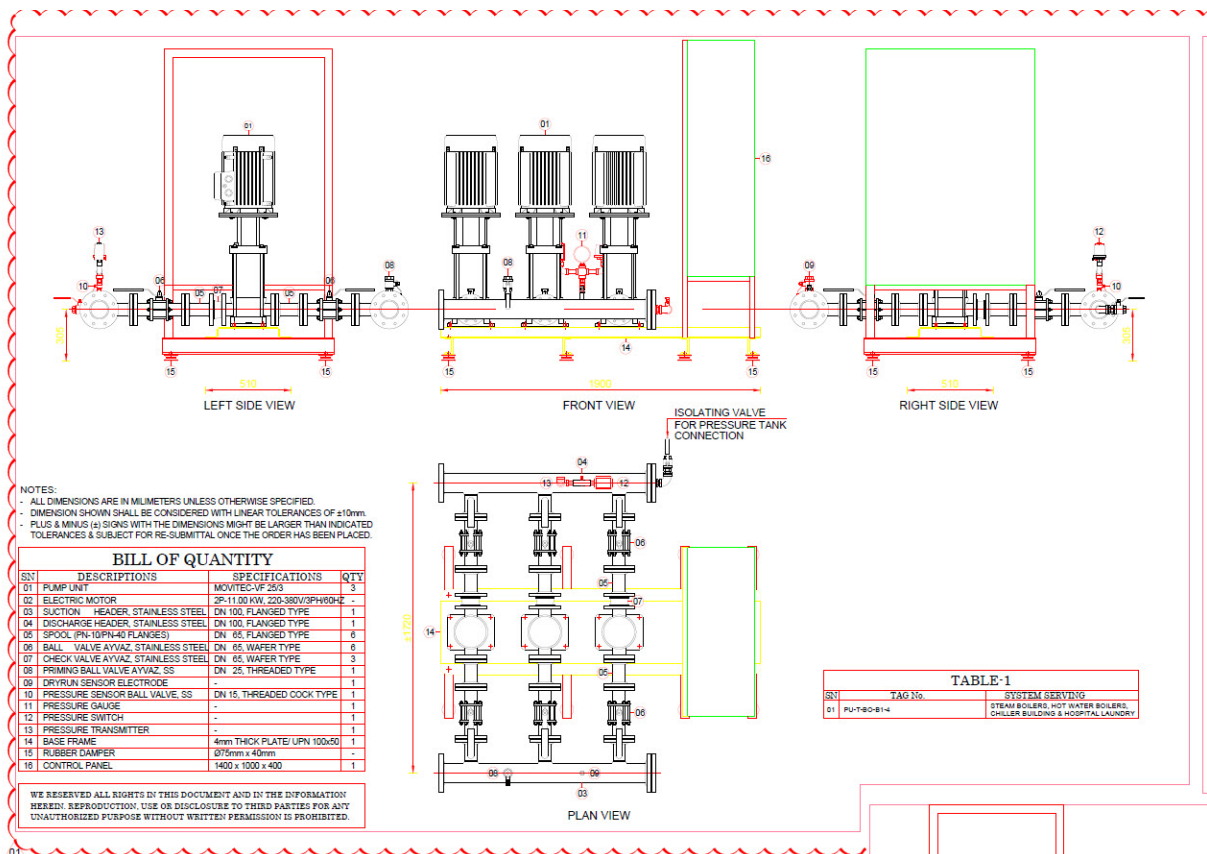 01
01
16
13
11
12
08
08
09
06
06
10
10
05
07
05
385
385
14
15
15
15
15
15
15
510
1900
510
LEFT SIDE VIEW
FRONT VIEW
RIGHT SIDE VIEW
ISOLATING VALVE
FOR PRESSURE TANK
CONNECTION
04
13
12
06
05
07
14
±1720
05
06
08
09
03
PLAN VIEW
NOTES:
- ALL DIMENSIONS ARE IN MILIMETERS UNLESS OTHERWISE SPECIFIED.
- DIMENSION SHOWN SHALL BE CONSIDERED WITH LINEAR TOLERANCES OF ±10mm.
- PLUS & MINUS (±) SIGNS WITH THE DIMENSIONS MIGHT BE LARGER THAN INDICATED
TOLERANCES & SUBJECT FOR RE-SUBMITTAL ONCE THE ORDER HAS BEEN PLACED.
BILL OF QUANTITY
SN DESCRIPTIONS SPECIFICATIONS QTY
01 PUMP UNIT MOVITEC-VF 25/3 3
02 ELECTRIC MOTOR 2P-11.00 KW, 220-380V/3PH/60HZ -
03 SUCTION HEADER, STAINLESS STEEL DN 100, FLANGED TYPE 1
04 DISCHARGE HEADER, STAINLESS STEEL DN 100, FLANGED TYPE 1
05 SPOOL (PN-10/PN-40 FLANGES) DN 65, FLANGED TYPE 6
06 BALL VALVE AYVAZ, STAINLESS STEEL DN 65, WAFER TYPE 6
07 CHECK VALVE AYVAZ, STAINLESS STEEL DN 65, WAFER TYPE 3
08 PRIMING BALL VALVE AYVAZ, SS DN 25, THREADED TYPE 1
09 DRYRUN SENSOR ELECTRODE - 1
10 PRESSURE SENSOR BALL VALVE, SS DN 15, THREADED COCK TYPE 1
11 PRESSURE GAUGE - 1
12 PRESSURE SWITCH - 1
13 PRESSURE TRANSMITTER - 1
14 BASE FRAME 4mm THICK PLATE/ UPN 100x50 1
15 RUBBER DAMPER Ø75mm x 40mm -
16 CONTROL PANEL 1400 x 1000 x 400 1
WE RESERVED ALL RIGHTS IN THIS DOCUMENT AND IN THE INFORMATION
HEREIN. REPRODUCTION, USE OR DISCLOSURE TO THIRD PARTIES FOR ANY
UNAUTHORIZED PURPOSE WITHOUT WRITTEN PERMISSION IS PROHIBITED.
TABLE-1
SN TAG No. SYSTEM SERVING
01 PU-T-BO-B1-4 STEAM BOILERS, HOT WATER BOILERS,
CHILLER BUILDING & HOSPITAL LAUNDRY
01